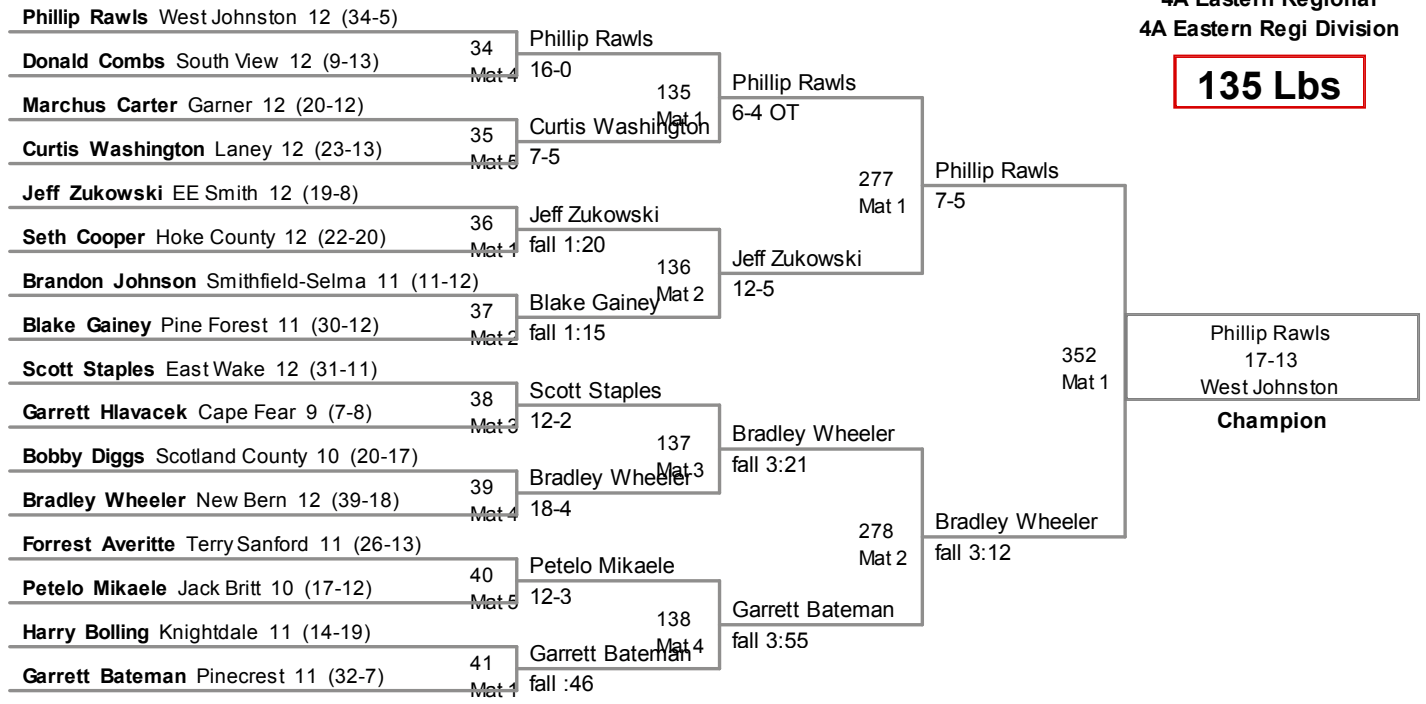 4A Eastern Regional
4A Eastern Regi Division
135 Lbs
Phillip Rawls West Johnston 12 (34-5)
Donald Combs South View 12 (9-13)
Marchus Carter Garner 12 (20-12)
Curtis Washington Laney 12 (23-13)
Jeff Zukowski EE Smith 12 (19-8)
Seth Cooper Hoke County 12 (22-20)
Brandon Johnson Smithfield-Selma 11 (11-12)
Blake Gainey Pine Forest 11 (30-12)
Scott Staples East Wake 12 (31-11)
Garrett Hlavacek Cape Fear 9 (7-8)
Bobby Diggs Scotland County 10 (20-17)
Bradley Wheeler New Bern 12 (39-18)
Forrest Averitte Terry Sanford 11 (26-13)
Petelo Mikaele Jack Britt 10 (17-12)
Harry Bolling Knightdale 11 (14-19)
Garrett Bateman Pinecrest 11 (32-7)
34
Mat 4
Phillip Rawls
16-0
35
Mat 5
Curtis Washington
7-5
36
Mat 1
Jeff Zukowski
fall 1:20
37
Mat 2
Blake Gainey
fall 1:15
38
Mat 3
Scott Staples
12-2
39
Mat 4
Bradley Wheeler
18-4
40
Mat 5
Petelo Mikaele
12-3
41
Mat 1
Garrett Bateman
fall :46
135
Mat 1
Phillip Rawls
6-4 OT
136
Mat 2
Jeff Zukowski
12-5
137
Mat 3
Bradley Wheeler
fall 3:21
138
Mat 4
Garrett Bateman
fall 3:55
277
Mat 1
Phillip Rawls
7-5
278
Mat 2
Bradley Wheeler
fall 3:12
352
Mat 1
Phillip Rawls
17-13
West Johnston
Champion